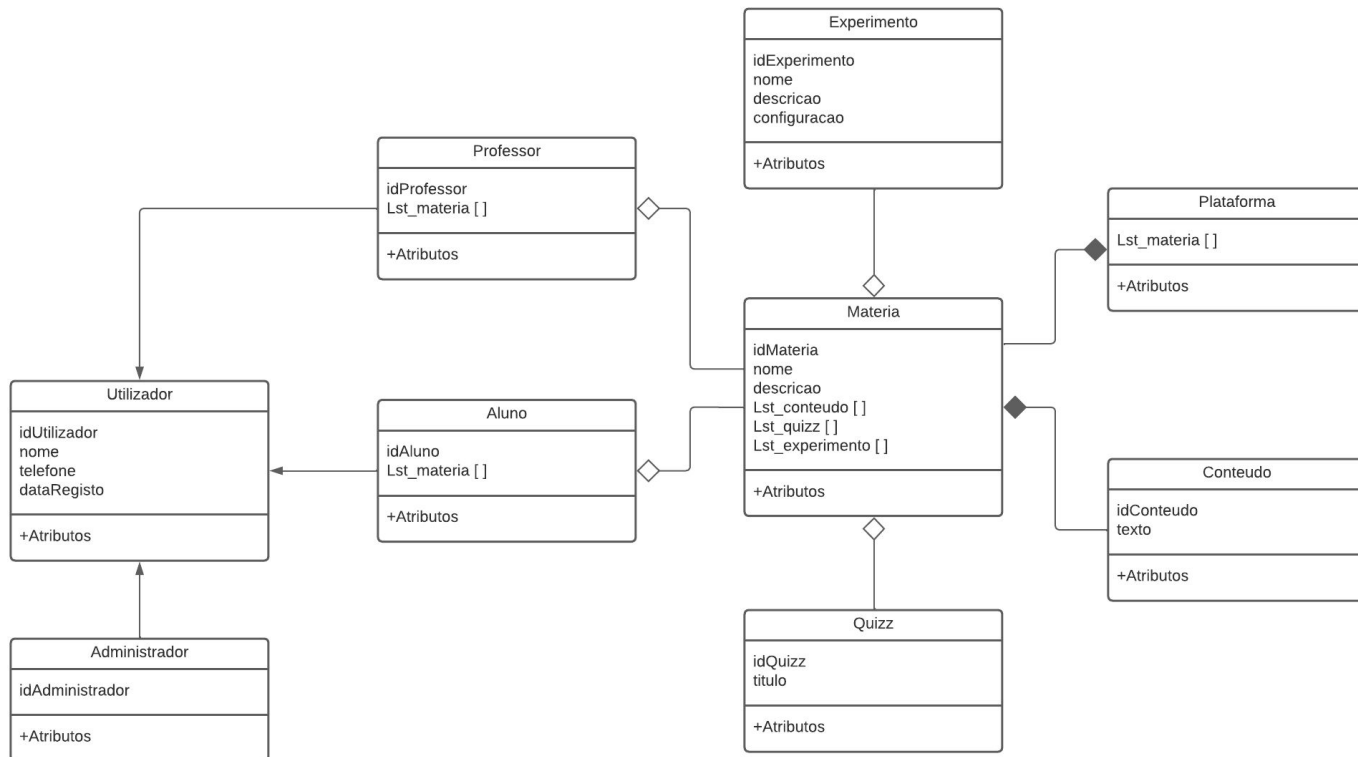 Experimento
idExperimento
nome
descricao
configuracao
+Atributos
Professor
idProfessor
Lst_materia [ ]
+Atributos
Plataforma
Lst_materia [ ]
+Atributos
Materia
idMateria
nome
descricao
Lst_conteudo [ ]
Lst_quizz [ ]
Lst_experimento [ ]
+Atributos
Utilizador
idUtilizador
nome
telefone
dataRegisto
+Atributos
Aluno
idAluno
Lst_materia [ ]
+Atributos
Conteudo
idConteudo
texto
+Atributos
Quizz
idQuizz
titulo
+Atributos
Administrador
idAdministrador
+Atributos